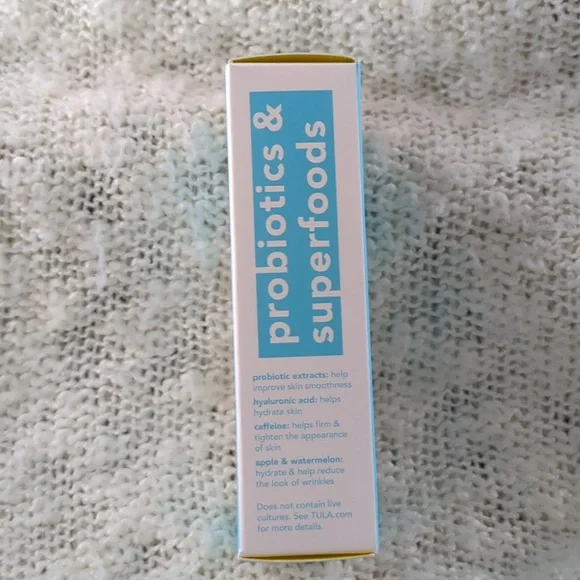 probiotics &
superfoods
probiotic extracts: help
improve skin smoothness
hyaluronic acid: helps
hydrate skin
caffeine: helps firm &
tighten the appearance
of skin
apple & watermelon:
hydrate & help reduce
the look of wrinkles
Does not contain live
cultures. See TULA.com
for more details.